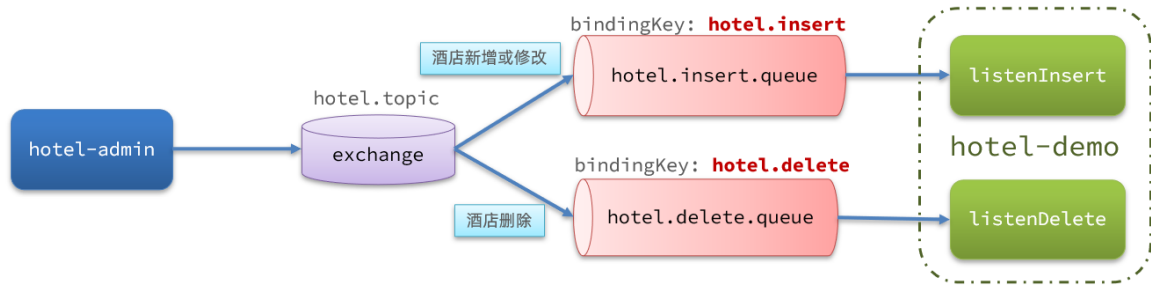 bindingKey: hotel.insert
酒店新增或修改
hotel.insert.queue
listenInsert
hotel.topic
hotel-admin
exchange
hotel-demo
bindingKey: hotel.delete
酒店删除
hotel.delete.queue
listenDelete